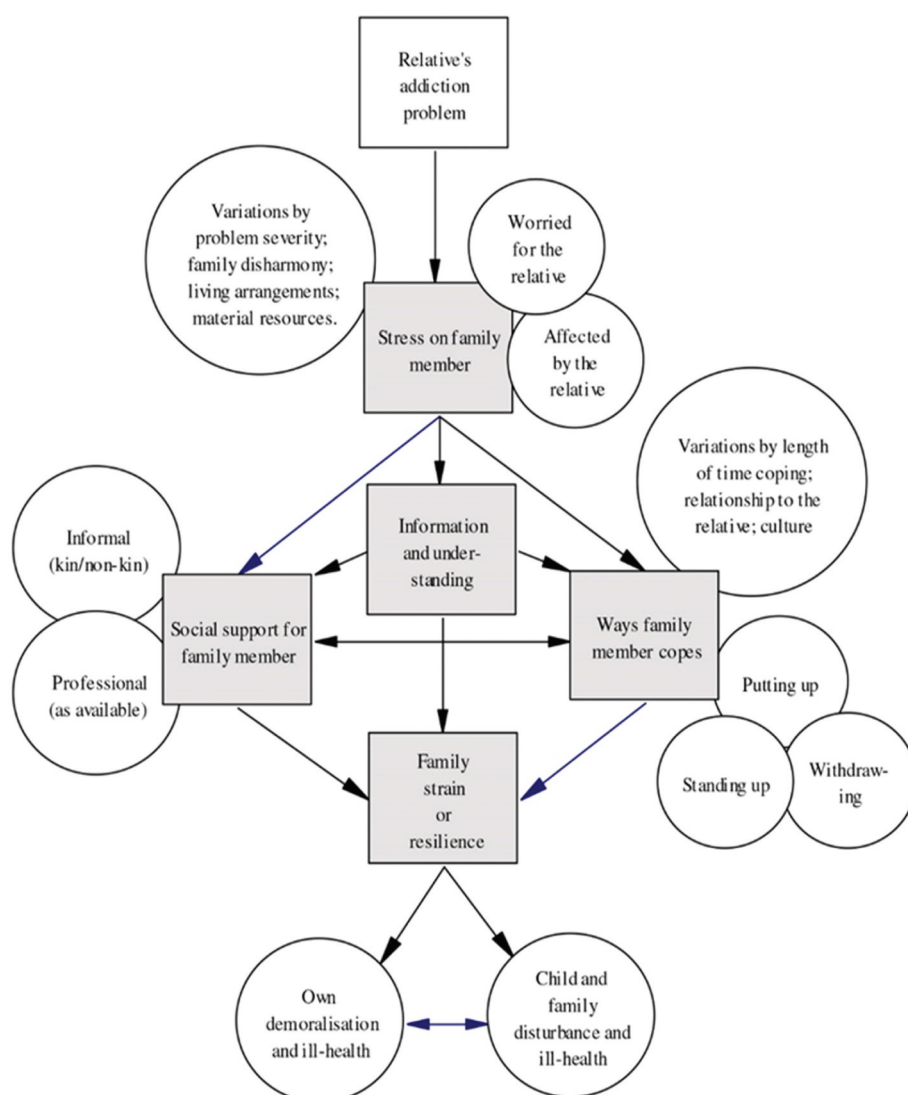 Relative's
addiction
problem
Variations by
problem severity;
family disharmony;
living arrangements;
material resources.
Worried
for the
relative
Stress on family
member
Affected
by the
relative
Variations by length
of time coping;
relationship to the
relative; culture
Informal
(kin/non-kin)
Information
and under-
standing
Social support for
family member
Ways family
member copes
Professional
(as available)
Putting up
Standing up
Withdraw-
ing
Family
strain
or
resilience
Own
demoralisation
and ill-health
Child and
family
disturbance and
ill-health